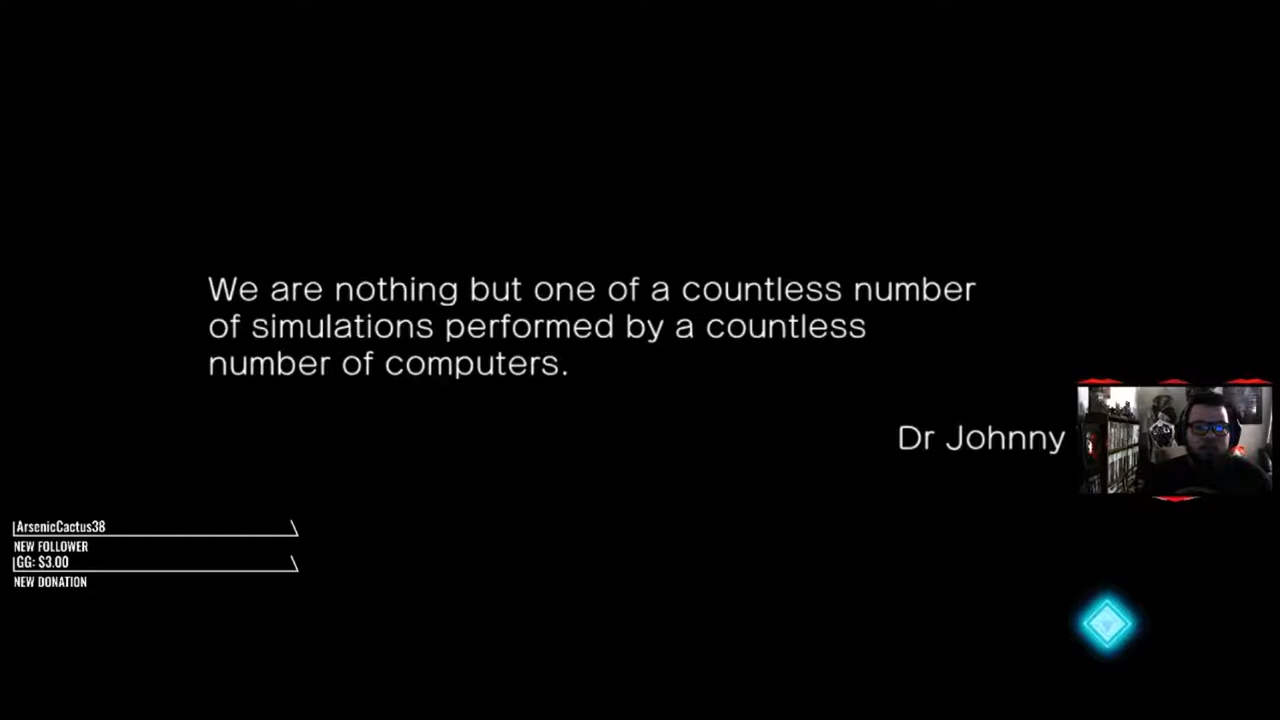 We are nothing but one of a countless number
of simulations performed by a countless
number of computers.
Dr Johnny
ArsenicCactus38
NEW FOLLOWER
GG: $3.00
NEW DONATION